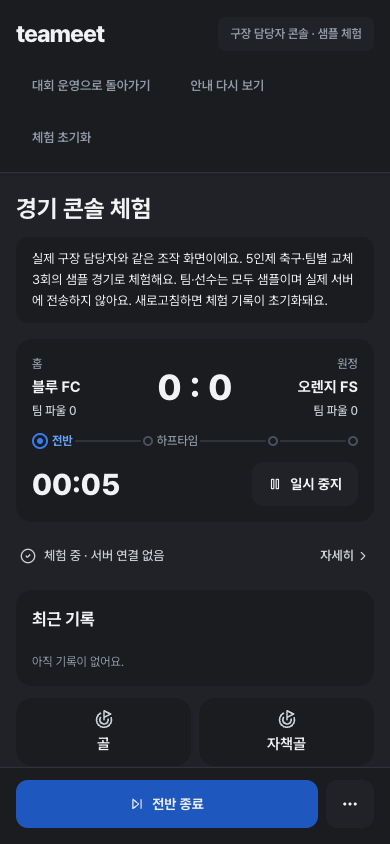 teameet
구장 담당자 콘솔 · 샘플 체험
대회 운영으로 돌아가기
안내 다시 보기
체험 초기화
경기 콘솔 체험
실제 구장 담당자와 같은 조작 화면이에요. 5인제 축구·팀별 교체
3회의 샘플 경기로 체험해요. 팀·선수는 모두 샘플이며 실제 서버
에 전송하지 않아요. 새로고침하면 체험 기록이 초기화돼요.
홈
원정
블루 FC
0 : 0
오렌지 FS
팀 파울 0
팀 파울 0
전반
하프타임
00:05
일시 중지
체험 중 · 서버 연결 없음
자세히
최근 기록
아직 기록이 없어요.
골
자책골
전반 종료